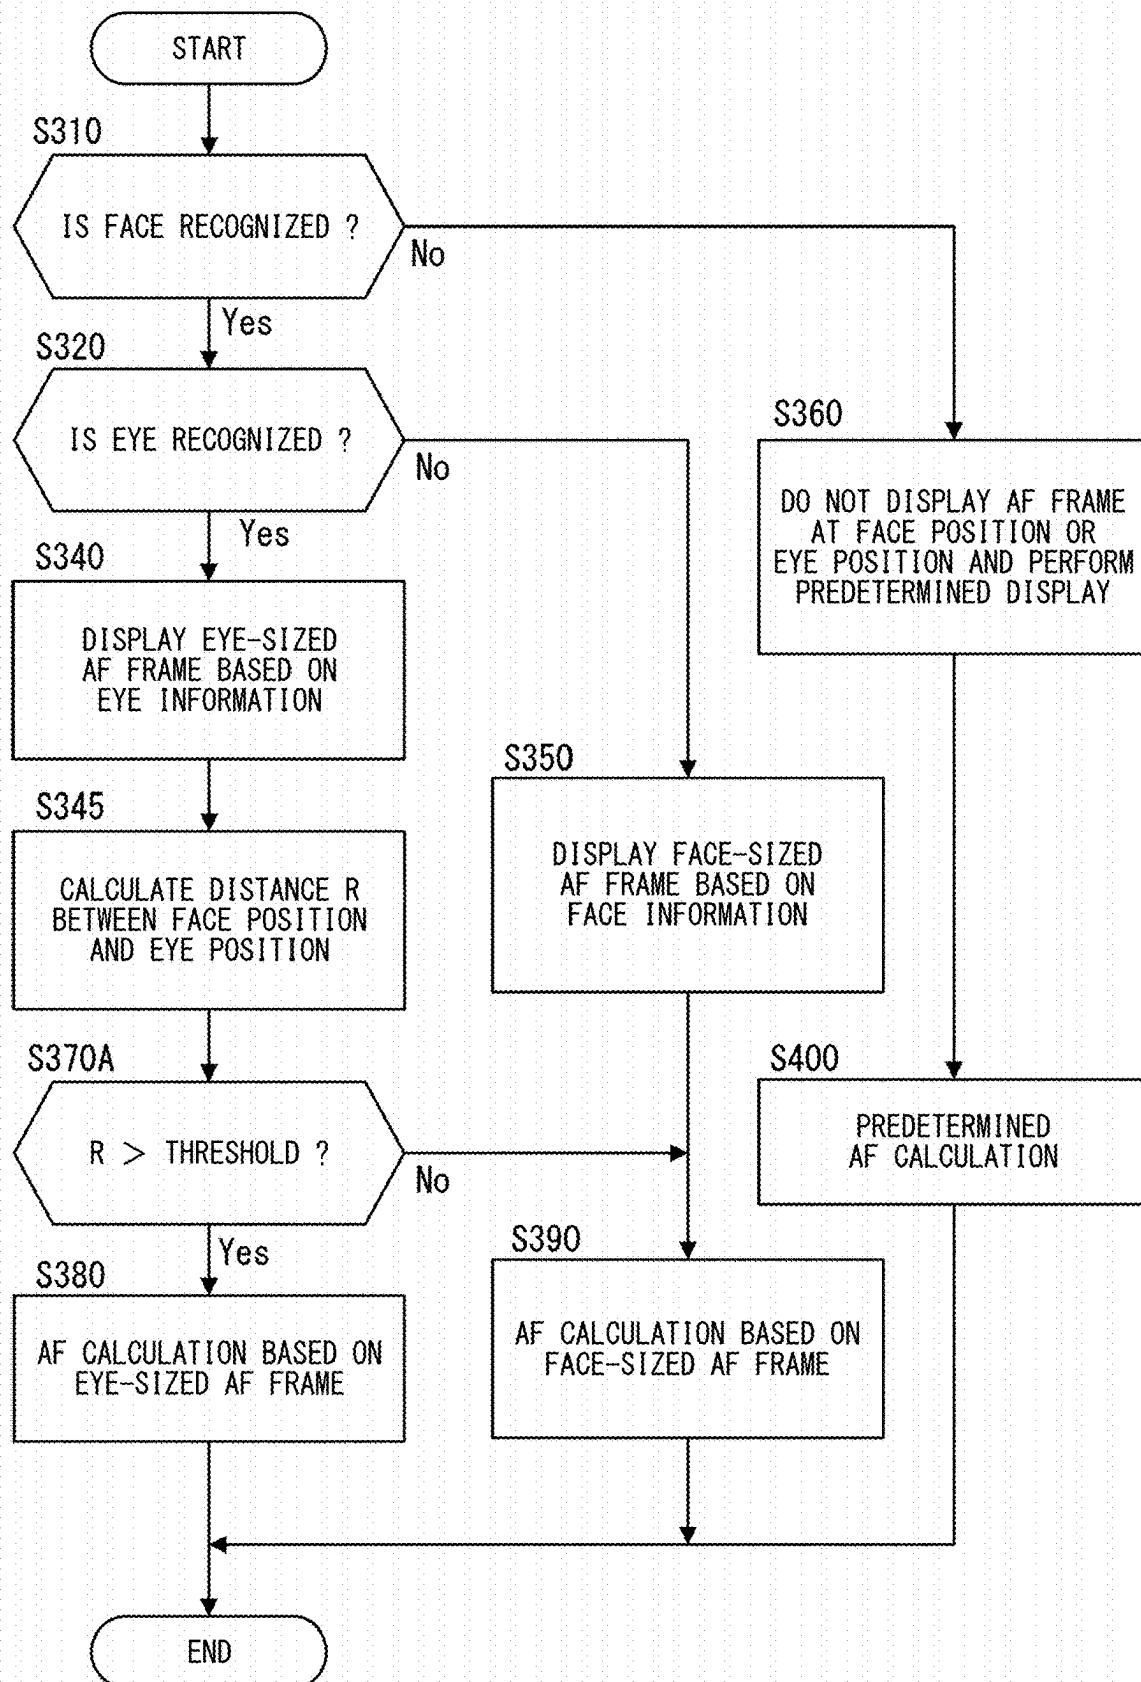 START
S310
IS FACE RECOGNIZED ?
No
Yes
S320
IS EYE RECOGNIZED ?
No
Yes
S360
DO NOT DISPLAY AF FRAME
AT FACE POSITION OR
EYE POSITION AND PERFORM
PREDETERMINED DISPLAY
S340
DISPLAY EYE-SIZED
AF FRAME BASED ON
EYE INFORMATION
S350
DISPLAY FACE-SIZED
AF FRAME BASED ON
FACE INFORMATION
S345
CALCULATE DISTANCE R
BETWEEN FACE POSITION
AND EYE POSITION
S370A
R > THRESHOLD ?
No
Yes
S400
PREDETERMINED
AF CALCULATION
S380
AF CALCULATION BASED ON
EYE-SIZED AF FRAME
S390
AF CALCULATION BASED ON
FACE-SIZED AF FRAME
END